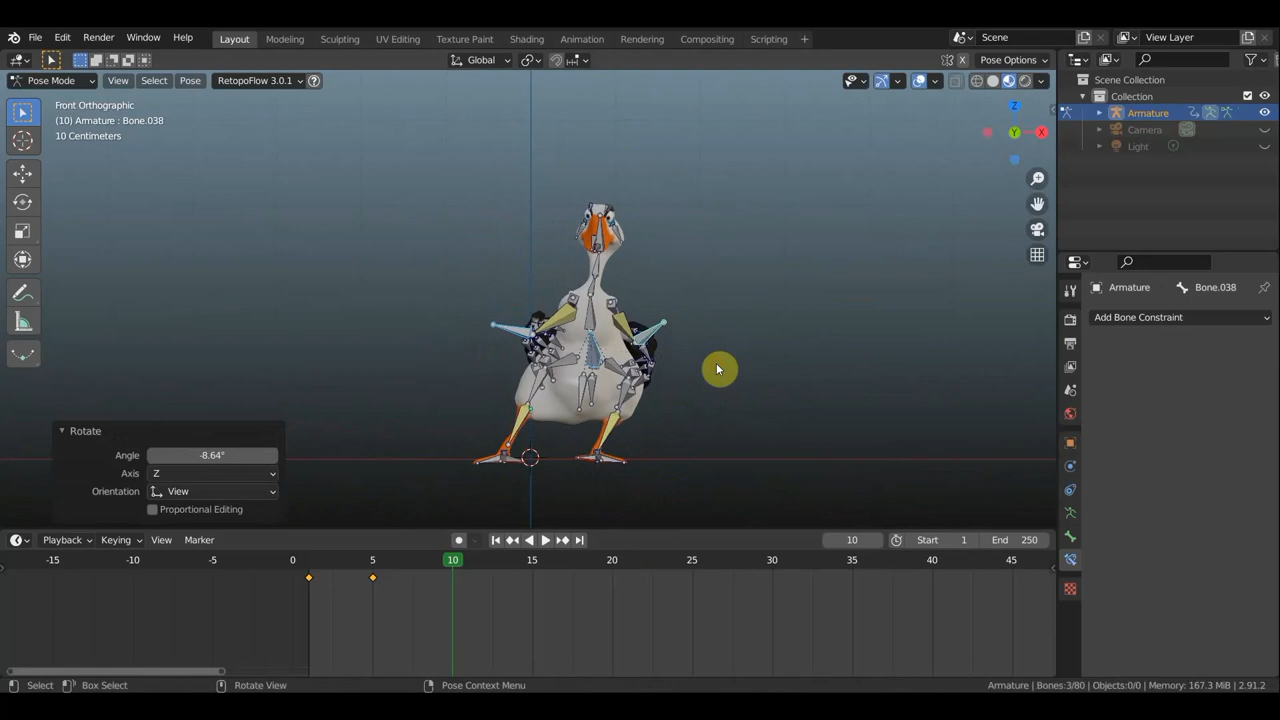 File Edit Render Window Help Layout Modeling Sculpting UV Editing Texture Paint Shading Animation Rendering Compositing Scripting + Scene View Layer
Global Pose Options
Pose Mode View Select Pose RetopoFlow 3.0.1
Front Orthographic
(10) Armature : Bone.038
10 Centimeters
Z
Y
X
Scene Collection
Collection
Armature
Camera
Light
Armature Bone.038
Add Bone Constraint
Rotate
Angle -8.64°
Axis Z
Orientation View
Proportional Editing
Playback Keying View Marker 10 Start 1 End 250
-15 -10 -5 0 5 10 15 20 25 30 35 40 45
Select Box Select Rotate View Pose Context Menu Armature | Bones:3/80 | Objects:0/0 | Memory: 167.3 MiB | 2.91.2